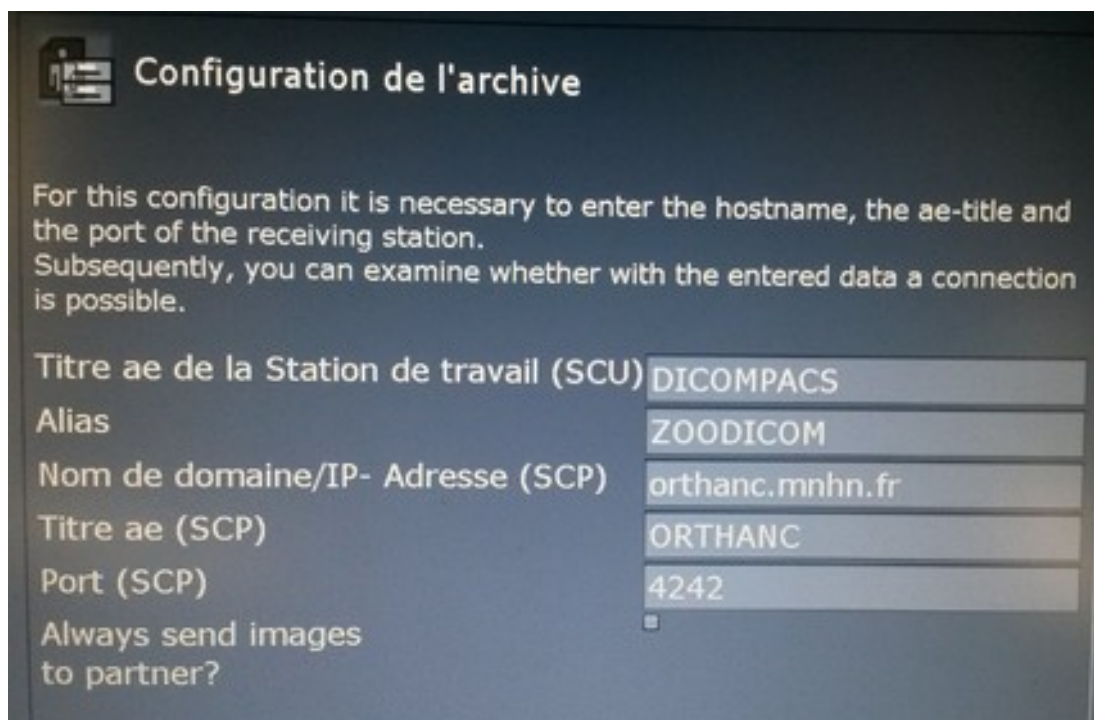 Configuration de l'archive
For this configuration it is necessary to enter the hostname, the ae-title and
the port of the receiving station.
Subsequently, you can examine whether with the entered data a connection
is possible.
Titre ae de la Station de travail (SCU) DICOMPACS
Alias ZOODICOM
Nom de domaine/IP- Adresse (SCP) orthanc.mnhn.fr
Titre ae (SCP) ORTHANC
Port (SCP) 4242
Always send images
to partner?